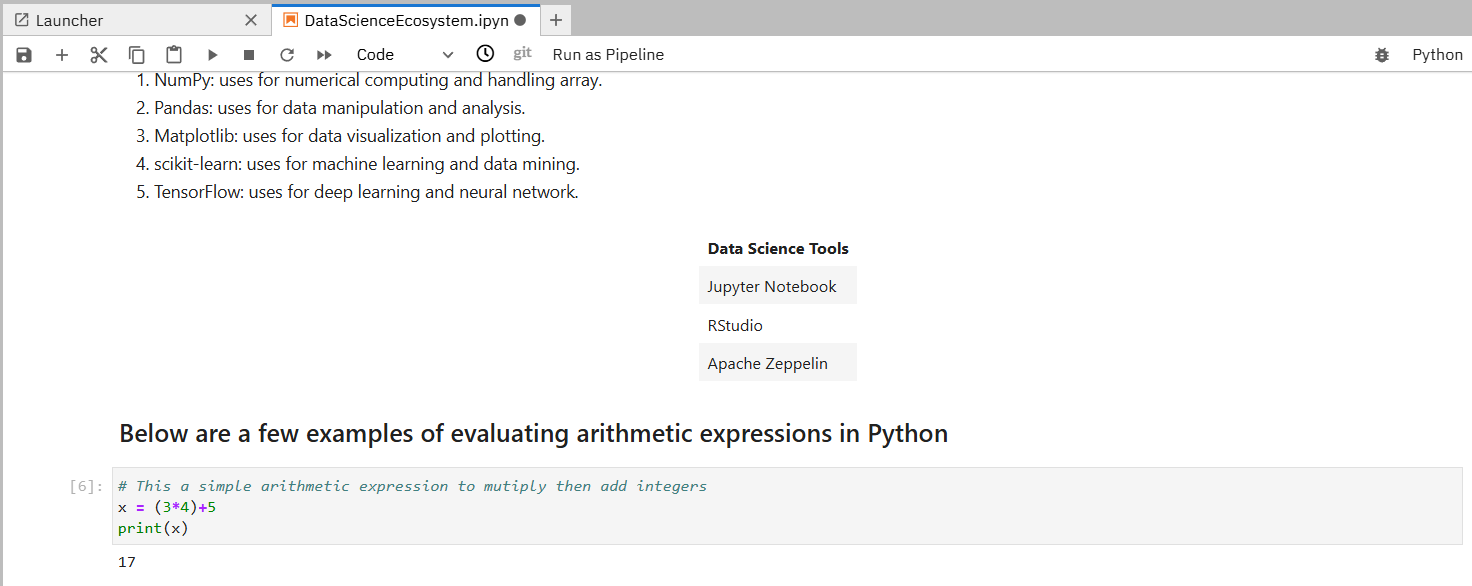 Launcher
DataScienceEcosystem.ipyn
Code
git
Run as Pipeline
Python
1. NumPy: uses for numerical computing and handling array.
2. Pandas: uses for data manipulation and analysis.
3. Matplotlib: uses for data visualization and plotting.
4. scikit-learn: uses for machine learning and data mining.
5. TensorFlow: uses for deep learning and neural network.
Data Science Tools
Jupyter Notebook
RStudio
Apache Zeppelin
Below are a few examples of evaluating arithmetic expressions in Python
[6]: # This a simple arithmetic expression to mutiply then add integers
x = (3*4)+5
print(x)
17